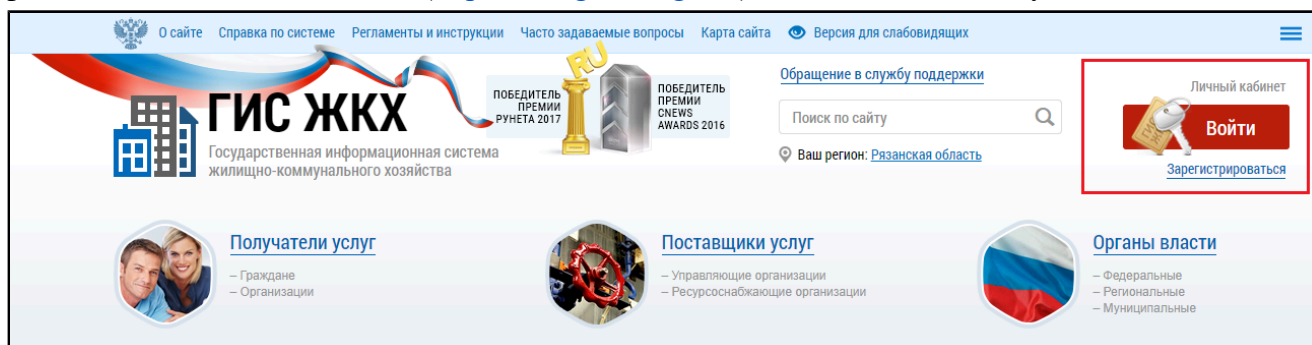 О сайте Справка по системе Регламенты и инструкции Часто задаваемые вопросы Карта сайта Версия для слабовидящих
RU
ПОБЕДИТЕЛЬ
ПРЕМИИ
РУНЕТА 2017
ПОБЕДИТЕЛЬ
ПРЕМИИ
CNEWS
AWARDS 2016
ГИС ЖКХ
Государственная информационная система
жилищно-коммунального хозяйства
Обращение в службу поддержки
Поиск по сайту
Ваш регион: Рязанская область
Личный кабинет
Войти
Зарегистрироваться
Получатели услуг
– Граждане
– Организации
Поставщики услуг
– Управляющие организации
– Ресурсоснабжающие организации
Органы власти
– Федеральные
– Региональные
– Муниципальные